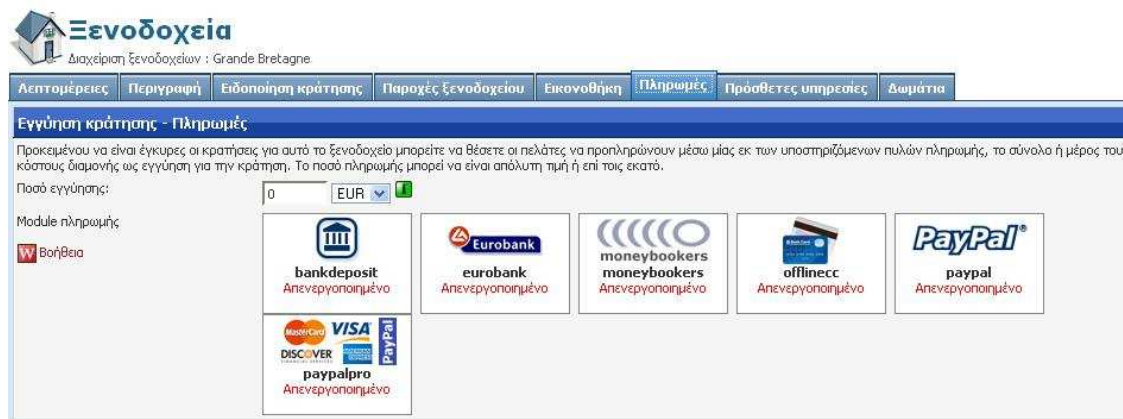 Ξενοδοχεία
Διαχείριση ξενοδοχείων : Grande Bretagne
Λεπτομέρειες Περιγραφή Ειδοποίηση κράτησης Παροχές ξενοδοχείου Εικονοθήκη Πληρωμές Πρόσθετες υπηρεσίες Δωμάτια
Εγγύηση κράτησης - Πληρωμές
Προκειμένου να είναι έγκυρες οι κρατήσεις για αυτό το ξενοδοχείο μπορείτε να θέσετε οι πελάτες να προπληρώνουν μέσω μίας εκ των υποστηριζόμενων πυλών πληρωμής, το σύνολο ή μέρος του
κόστους διαμονής ως εγγύηση για την κράτηση. Το ποσό πληρωμής μπορεί να είναι απόλυτη τιμή ή επί τοις εκατό.
Ποσό εγγύησης: 0 EUR
Module πληρωμής
W Βοήθεια
Eurobank moneybookers PayPal®
bankdeposit eurobank moneybookers offlinecc paypal
Απενεργοποιημένο Απενεργοποιημένο Απενεργοποιημένο Απενεργοποιημένο Απενεργοποιημένο
MasterCard VISA PayPal
DISCOVER
paypalpro
Απενεργοποιημένο